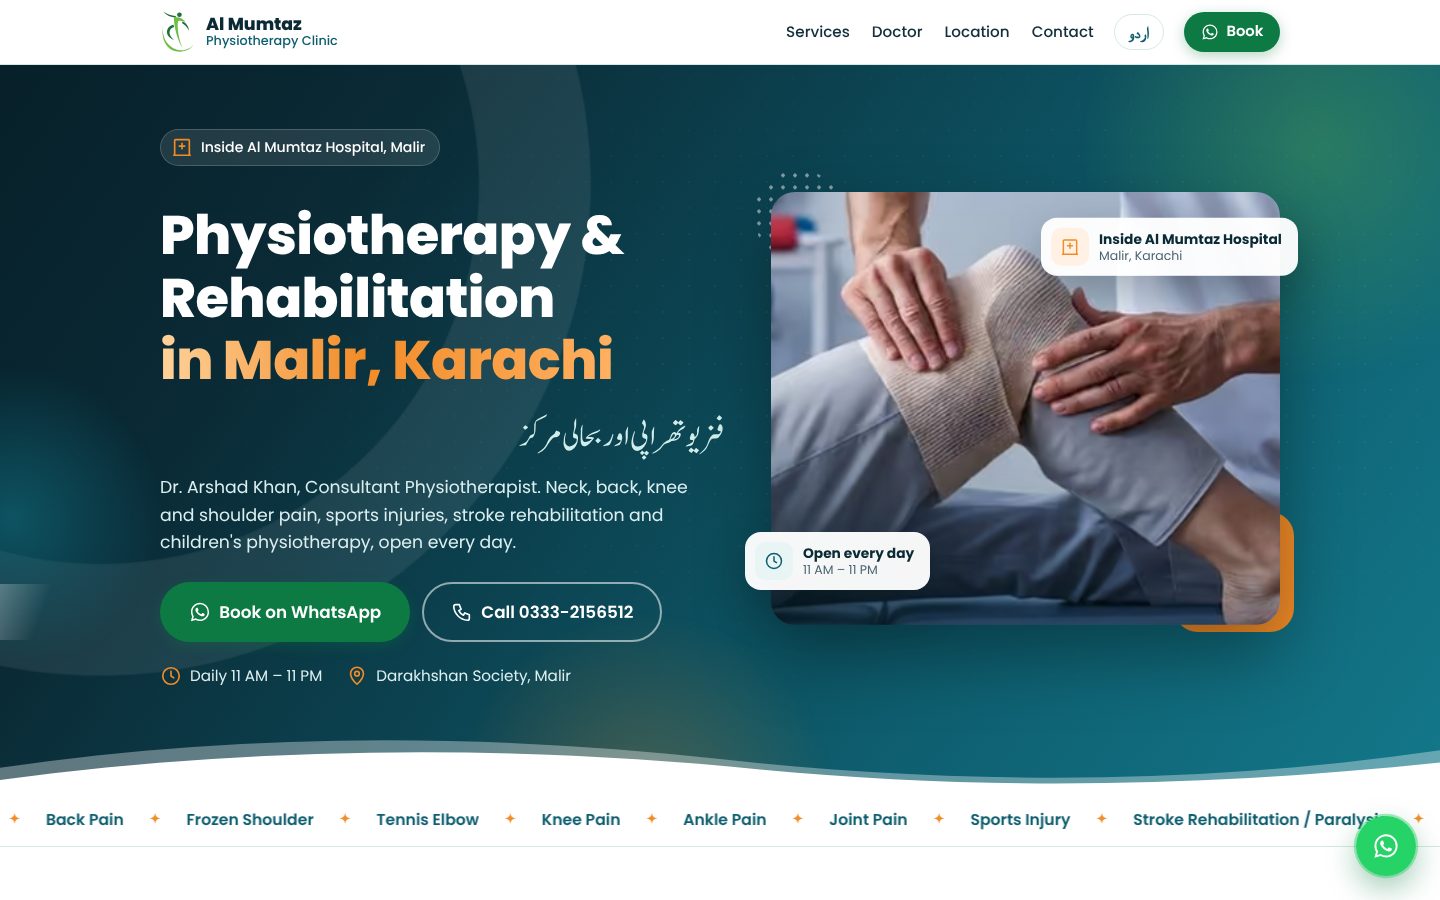 Al Mumtaz
Physiotherapy Clinic
Services
Doctor
Location
Contact
اردو
Book
Inside Al Mumtaz Hospital, Malir
Physiotherapy &
Rehabilitation
in Malir, Karachi
فزیوتھراپی اور بحالی مرکز
Dr. Arshad Khan, Consultant Physiotherapist. Neck, back, knee
and shoulder pain, sports injuries, stroke rehabilitation and
children's physiotherapy, open every day.
Book on WhatsApp
Call 0333-2156512
Daily 11 AM – 11 PM
Darakhshan Society, Malir
Inside Al Mumtaz Hospital
Malir, Karachi
Open every day
11 AM – 11 PM
✦ Back Pain ✦ Frozen Shoulder ✦ Tennis Elbow ✦ Knee Pain ✦ Ankle Pain ✦ Joint Pain ✦ Sports Injury ✦ Stroke Rehabilitation / Paralysis ✦